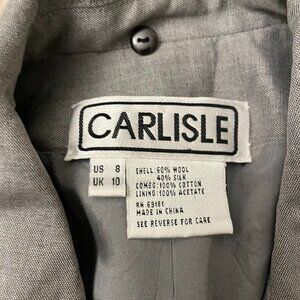 CARLISLE
US 8
UK 10
SHELL: 60% WOOL
40% SILK
COMBO: 100% COTTON
LINING: 100% ACETATE
RN 69161
MADE IN CHINA
SEE REVERSE FOR CARE